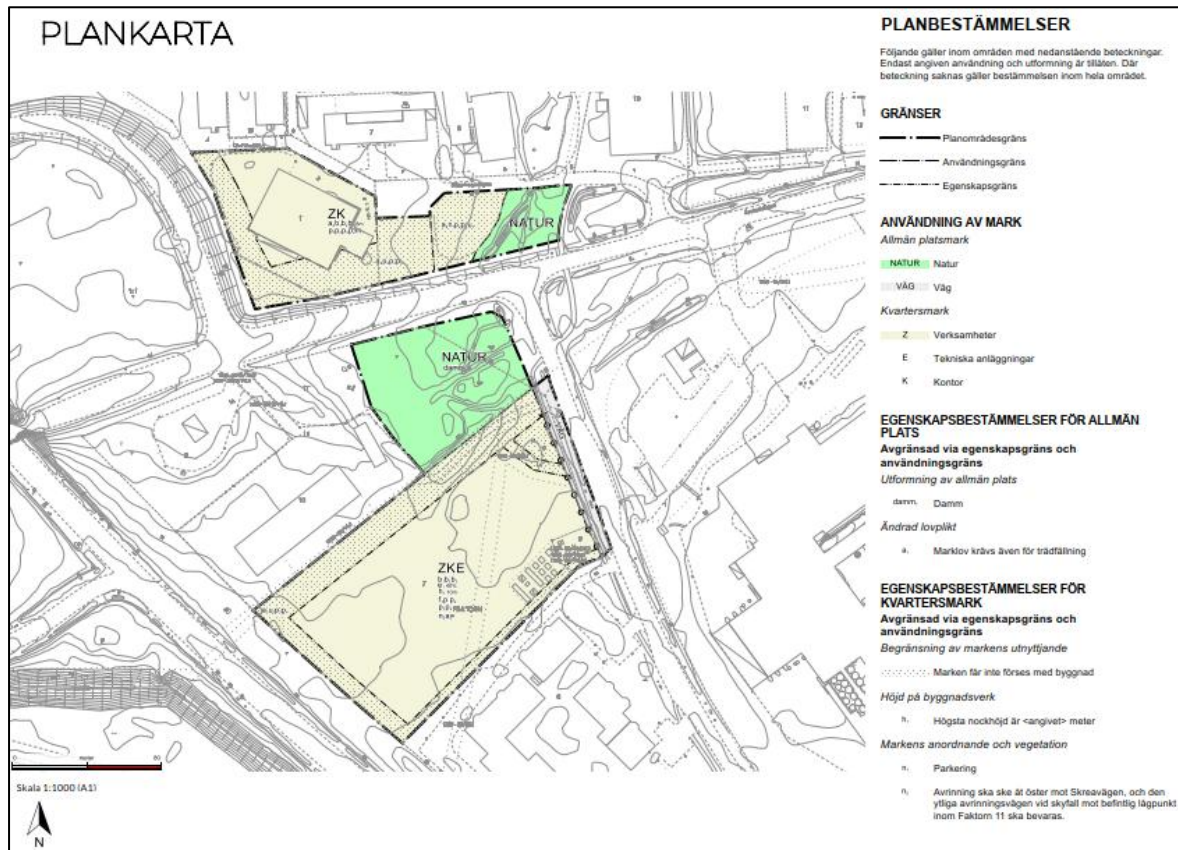 PLANKARTA
ZK
NATUR
NATUR
ZKE
0 meter 80
Skala 1:1000 (A1)
N
PLANBESTÄMMELSER
Följande gäller inom områden med nedanstående beteckningar.
Endast angiven användning och utformning är tillåten. Där
beteckning saknas gäller bestämmelsen inom hela området.
GRÄNSER
Planområdesgräns
Användningsgräns
Egenskapsgräns
ANVÄNDNING AV MARK
Allmän platsmark
NATUR Natur
VÄG Väg
Kvartersmark
Z Verksamheter
E Tekniska anläggningar
K Kontor
EGENSKAPSBESTÄMMELSER FÖR ALLMÄN
PLATS
Avgränsad via egenskapsgräns och
användningsgräns
Utformning av allmän plats
damm, Damm
Ändrad lovplikt
a, Marklov krävs även för trädfällning
EGENSKAPSBESTÄMMELSER FÖR
KVARTERSMARK
Avgränsad via egenskapsgräns och
användningsgräns
Begränsning av markens utnyttjande
Marken får inte förses med byggnad
Höjd på byggnadsverk
h, Högsta nockhöjd är <angivet> meter
Markens anordnande och vegetation
n, Parkering
n, Avrinning ska ske åt öster mot Skreavägen, och den
ytliga avrinningsvägen vid skyfall mot befintlig lågpunkt
inom Faktorn 11 ska bevaras.